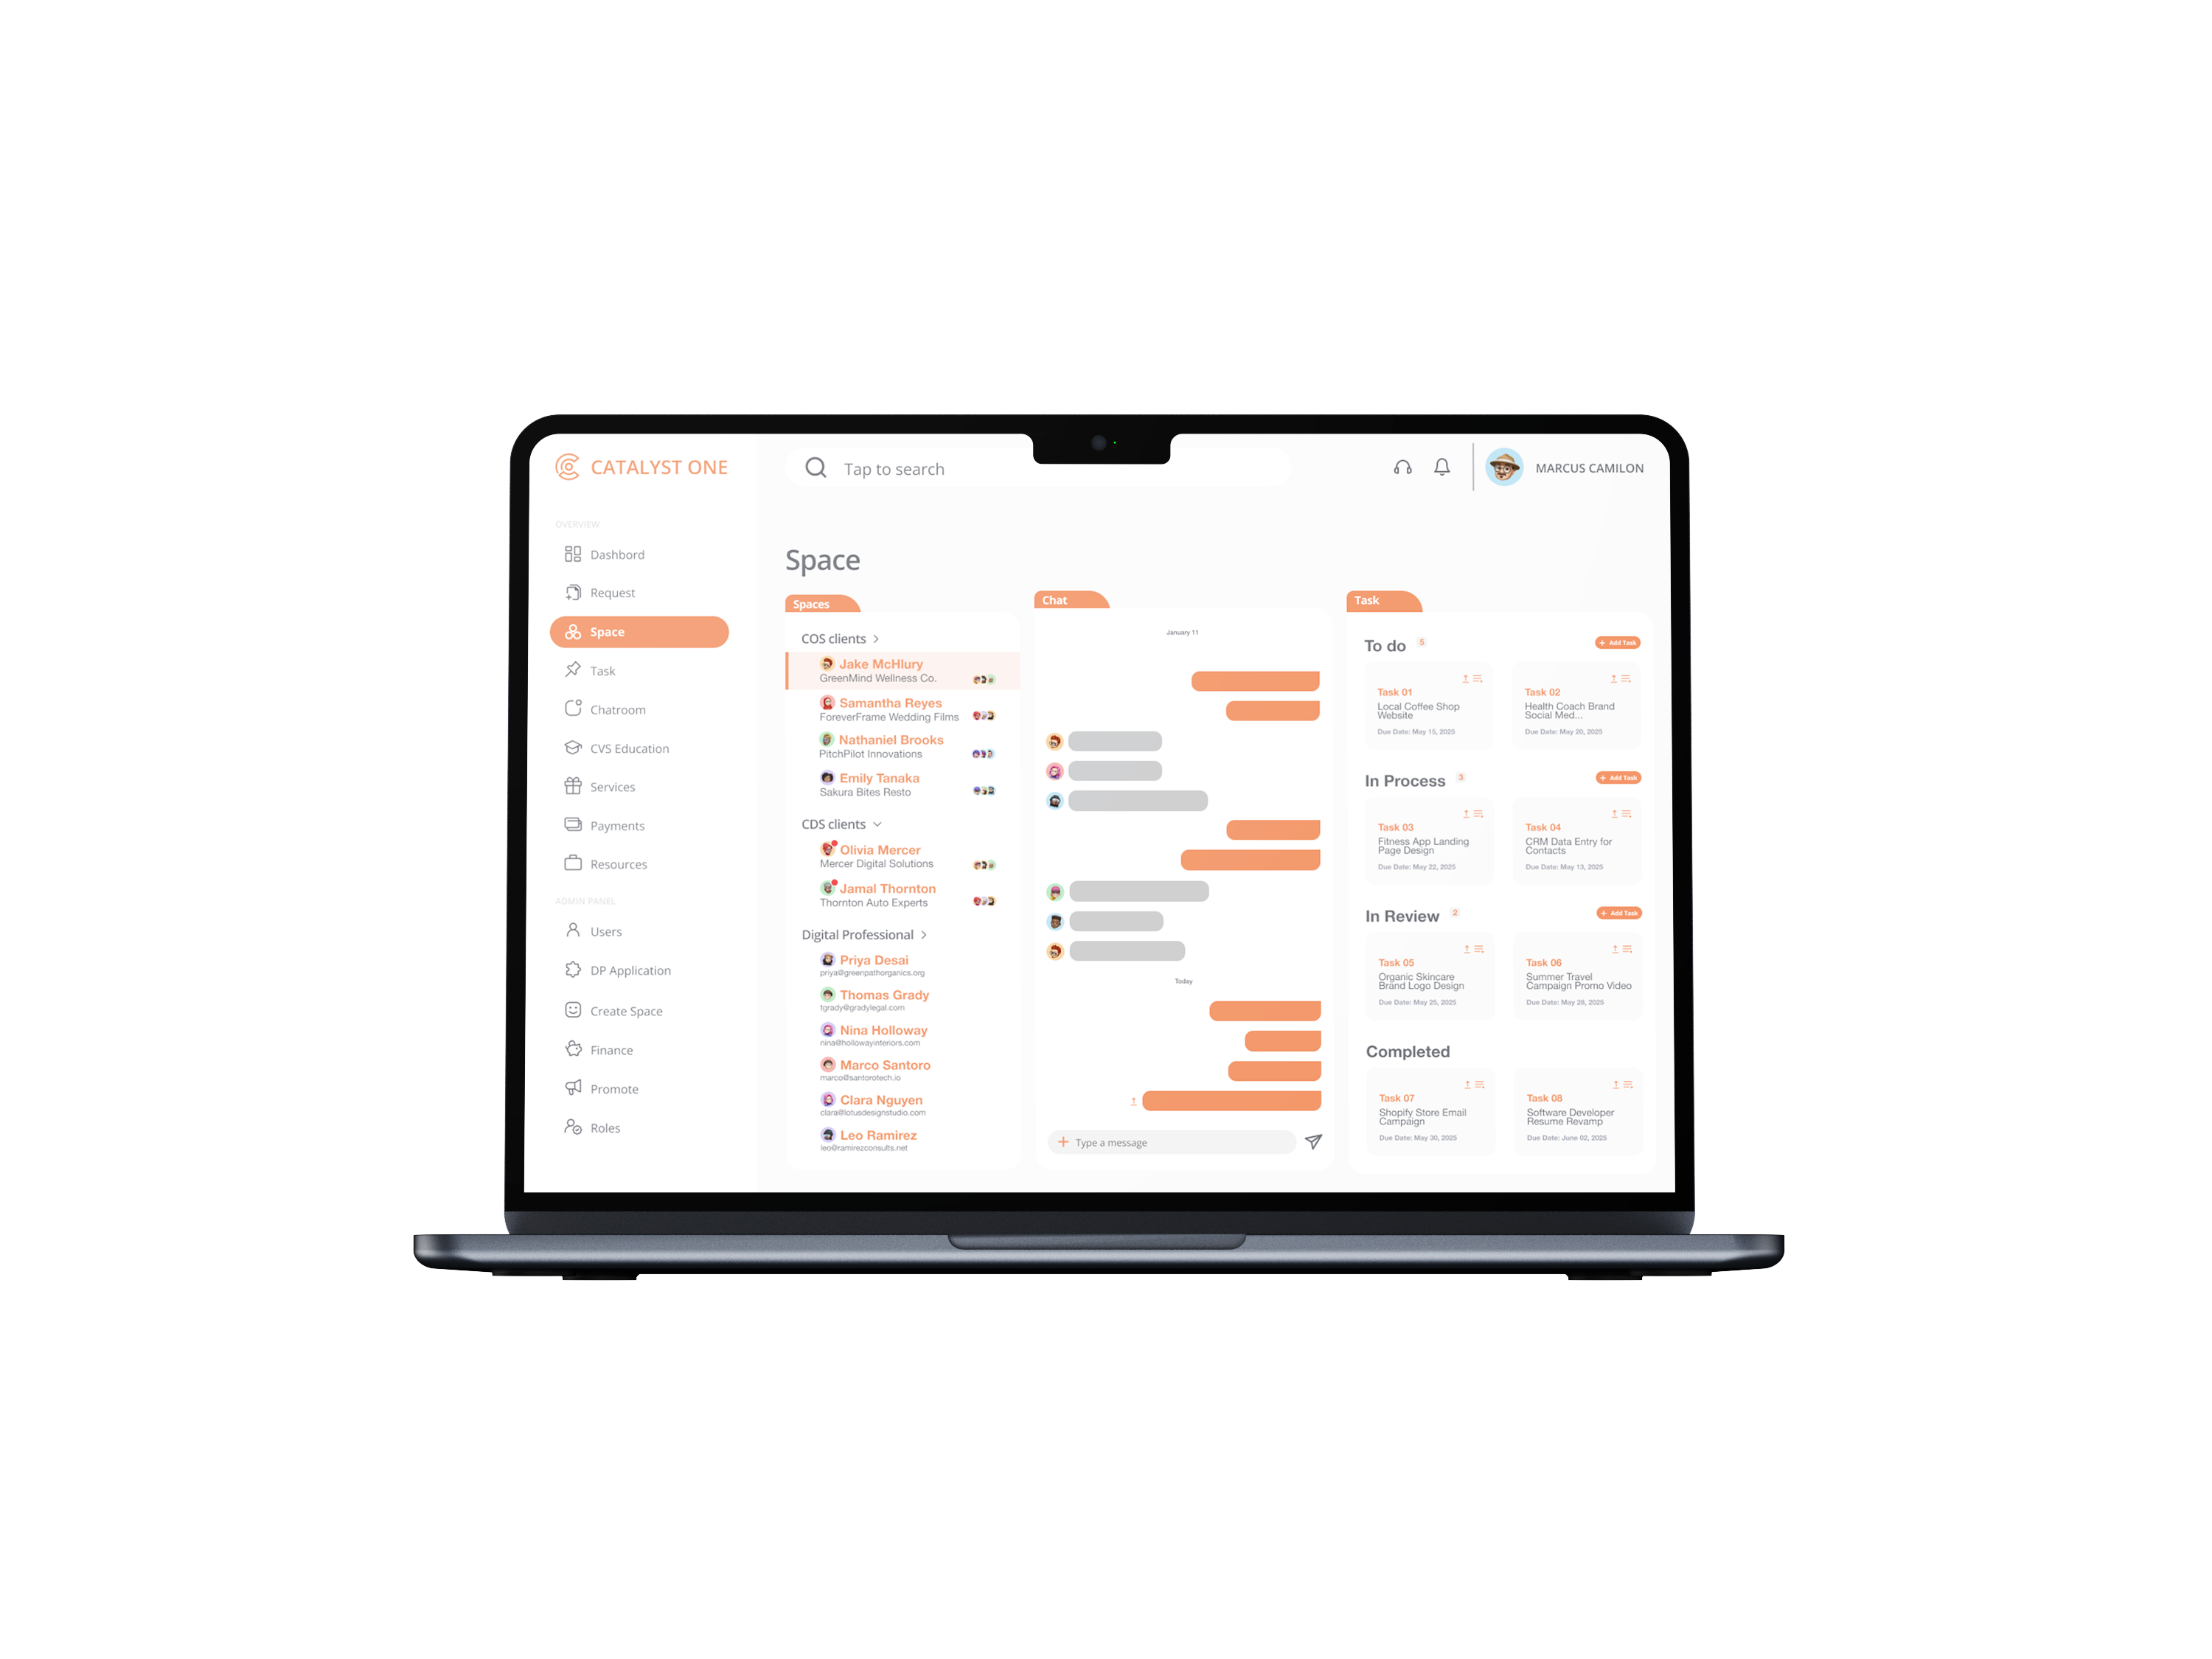 CATALYST ONE
Tap to search
MARCUS CAMILON
OVERVIEW
Dashbord
Request
Space
Task
Chatroom
CVS Education
Services
Payments
Resources
ADMIN PANEL
Users
DP Application
Create Space
Finance
Promote
Roles
Space
Spaces
COS clients
Jake McHlury
GreenMind Wellness Co.
Samantha Reyes
ForeverFrame Wedding Films
Nathaniel Brooks
PitchPilot Innovations
Emily Tanaka
Sakura Bites Resto
CDS clients
Olivia Mercer
Mercer Digital Solutions
Jamal Thornton
Thornton Auto Experts
Digital Professional
Priya Desai
priya@greenpathorganics.org
Thomas Grady
tgrady@gradylegal.com
Nina Holloway
nina@hollowayinteriors.com
Marco Santoro
marco@santorotech.io
Clara Nguyen
clara@lotusdesignstudio.com
Leo Ramirez
leo@ramirezconsults.net
Chat
January 11
Today
Type a message
Task
To do 5
+ Add Task
Task 01
Local Coffee Shop
Website
Due Date: May 15, 2025
Task 02
Health Coach Brand
Social Med...
Due Date: May 20, 2025
In Process 3
+ Add Task
Task 03
Fitness App Landing
Page Design
Due Date: May 22, 2025
Task 04
CRM Data Entry for
Contacts
Due Date: May 13, 2025
In Review 2
+ Add Task
Task 05
Organic Skincare
Brand Logo Design
Due Date: May 25, 2025
Task 06
Summer Travel
Campaign Promo Video
Due Date: May 28, 2025
Completed
Task 07
Shopify Store Email
Campaign
Due Date: May 30, 2025
Task 08
Software Developer
Resume Revamp
Due Date: June 02, 2025